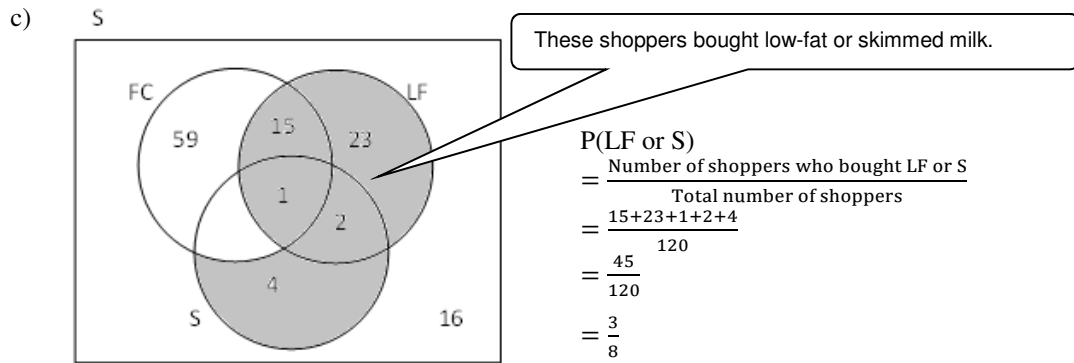 c)
S
These shoppers bought low-fat or skimmed milk.
FC
LF
59
15
23
1
2
4
S
16
P(LF or S)
= Number of shoppers who bought LF or S / Total number of shoppers
= 15+23+1+2+4 / 120
= 45 / 120
= 3 / 8